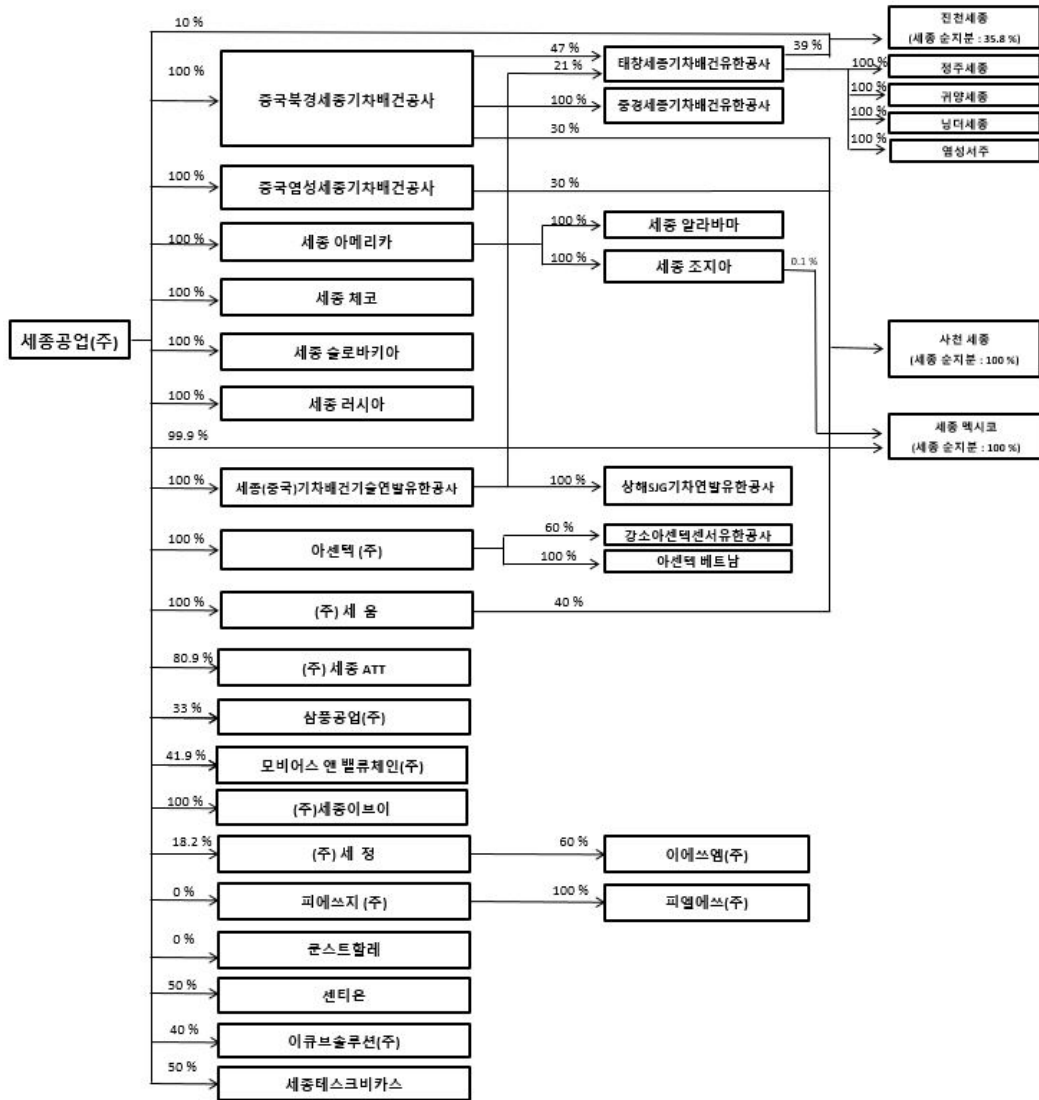 10 %
진천세종
(세종 순지분 : 35.8 %)
47 %
39 %
태창세종기차배건유한공사
21 %
100 %
정주세종
100 %
중국북경세종기차배건공사
100 %
귀양세종
100 %
중경세종기차배건유한공사
100 %
닝더세종
30 %
100 %
염성서주
100 %
중국염성세종기차배건공사
30 %
100 %
세종 아메리카
100 %
세종 알라바마
100 %
세종 조지아
0.1 %
100 %
세종 체코
세종공업(주)
100 %
세종 슬로바키아
사천 세종
(세종 순지분 : 100 %)
100 %
세종 러시아
99.9 %
세종 멕시코
(세종 순지분 : 100 %)
100 %
세종(중국)기차배건기술연발유한공사
100 %
상해SJG기차연발유한공사
100 %
아센텍 (주)
60 %
강소아센텍센서유한공사
100 %
아센텍 베트남
100 %
(주) 세 움
40 %
80.9 %
(주) 세종 ATT
33 %
삼풍공업(주)
41.9 %
모비어스 앤 밸류체인(주)
100 %
(주)세종이브이
18.2 %
(주) 세 정
60 %
이에쓰엠(주)
0 %
피에쓰지 (주)
100 %
피엘에쓰(주)
0 %
쿤스트할레
50 %
센티온
40 %
이큐브솔루션(주)
50 %
세종테스크비카스